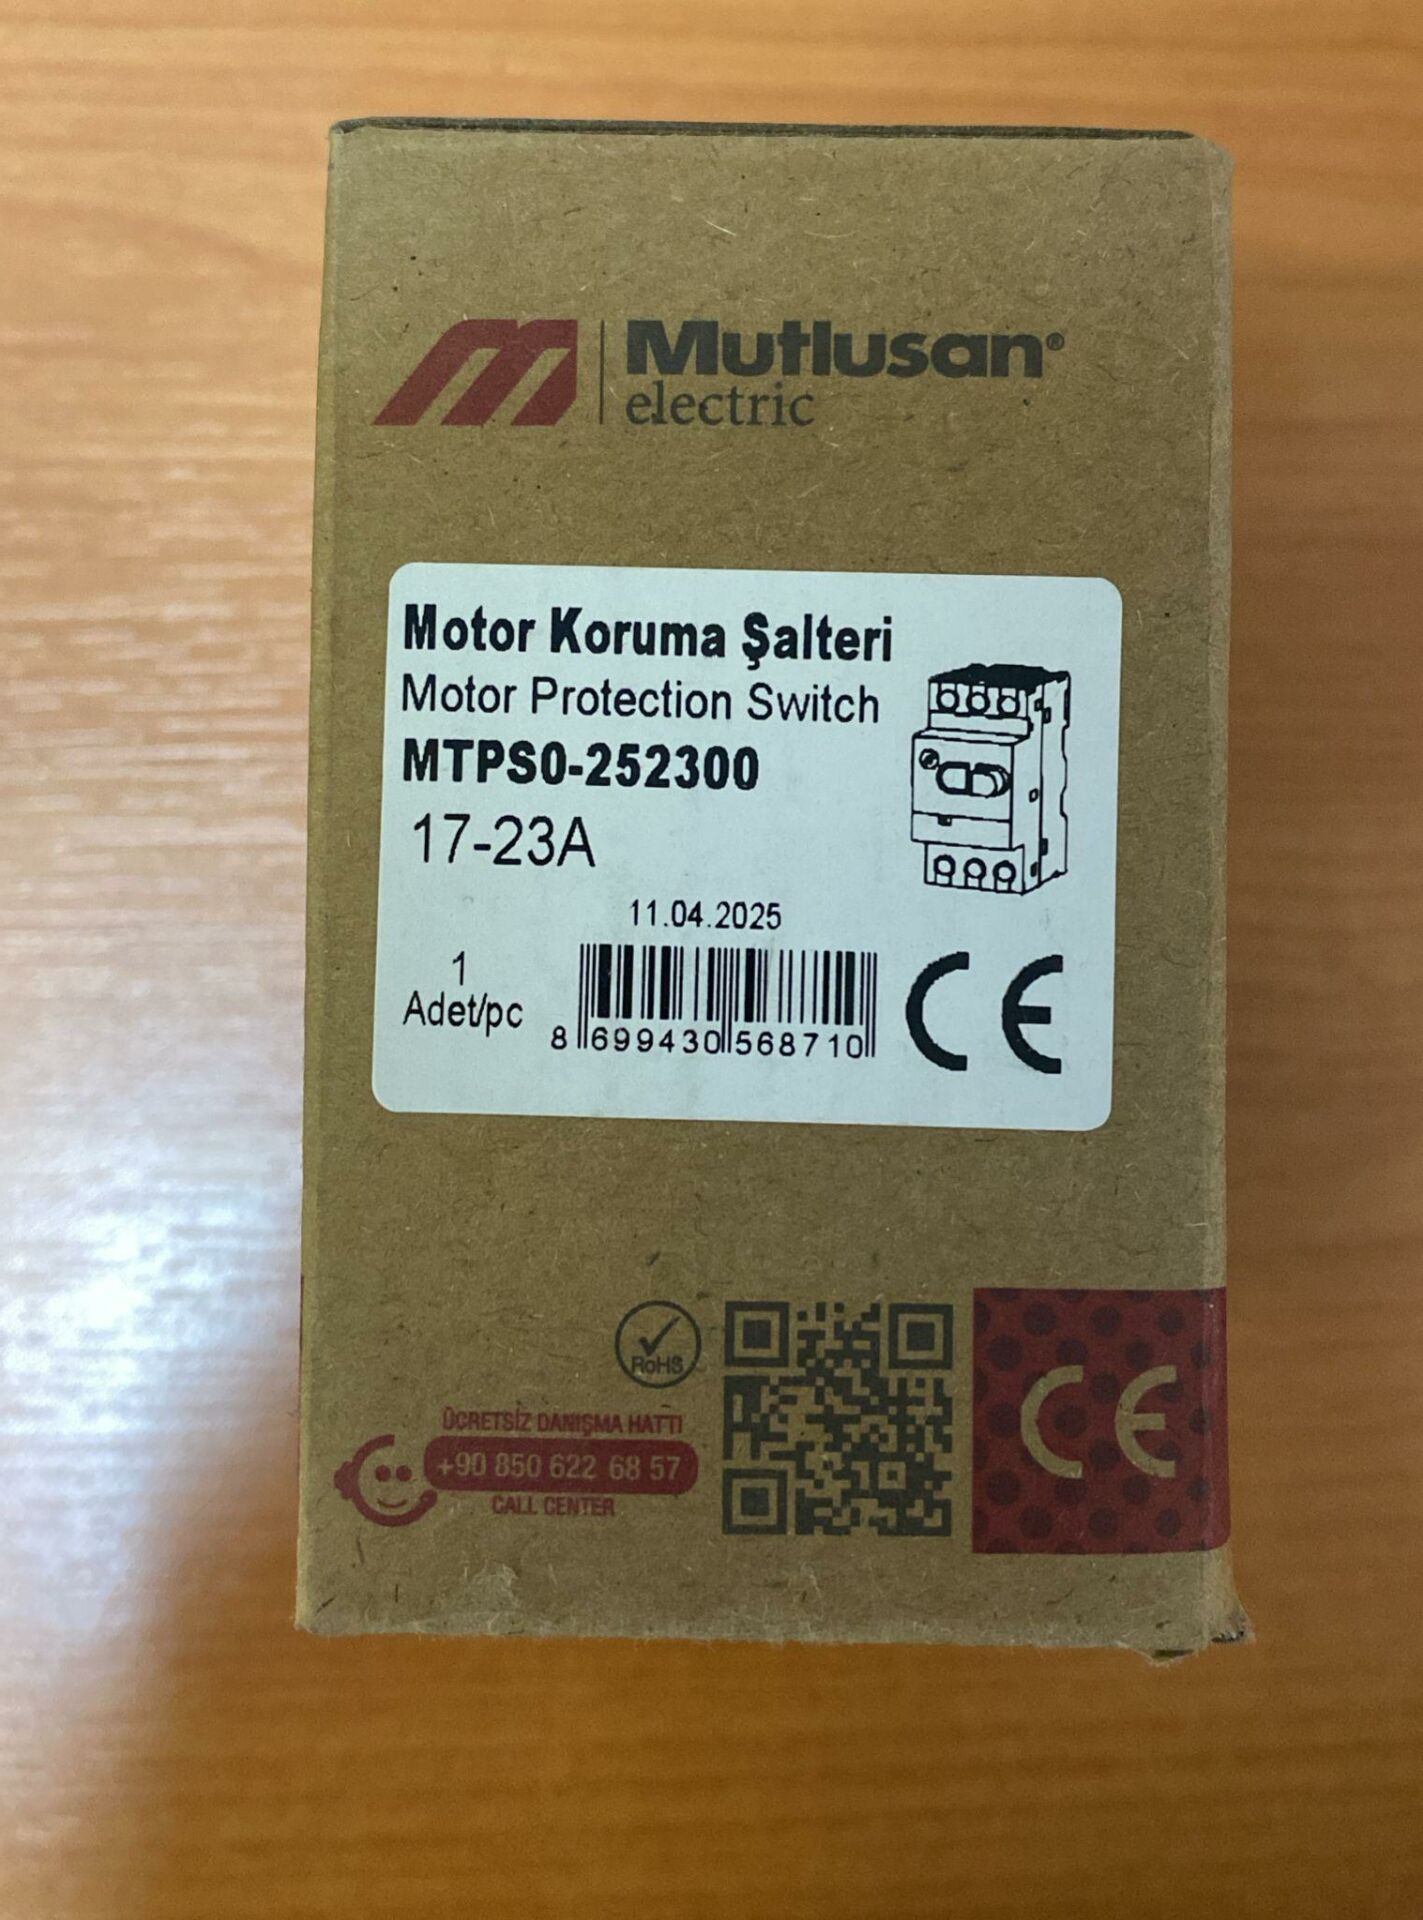 Mutlusan®
electric
Motor Koruma Şalteri
Motor Protection Switch
MTPS0-252300
17-23A
11.04.2025
1
Adet/pc
8 699430 568710
CE
RoHS
ÜCRETSİZ DANIŞMA HATTI
+90 850 622 68 57
CALL CENTER
CE